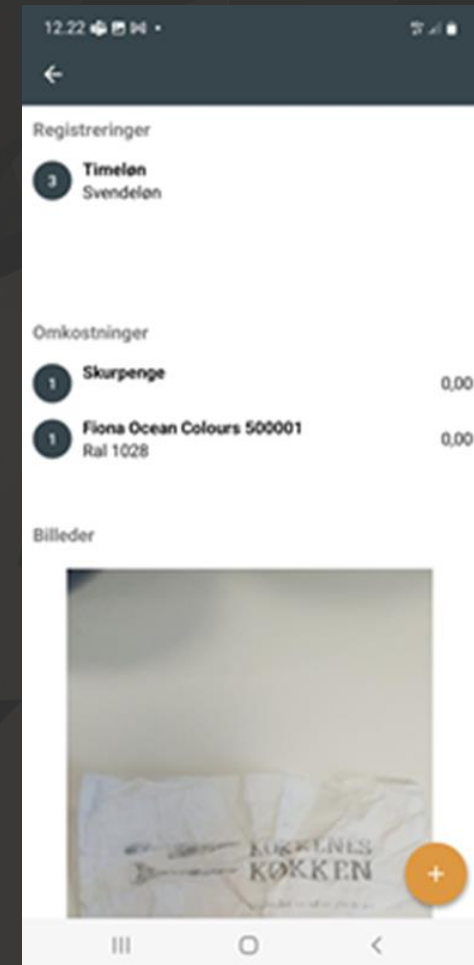 12.22
Registreringer
3 Timeløn
Svendeløn
Omkostninger
1 Skurpenge 0,00
1 Fiona Ocean Colours 500001 0,00
Ral 1028
Billeder
KOKKENES
KØKKEN
+